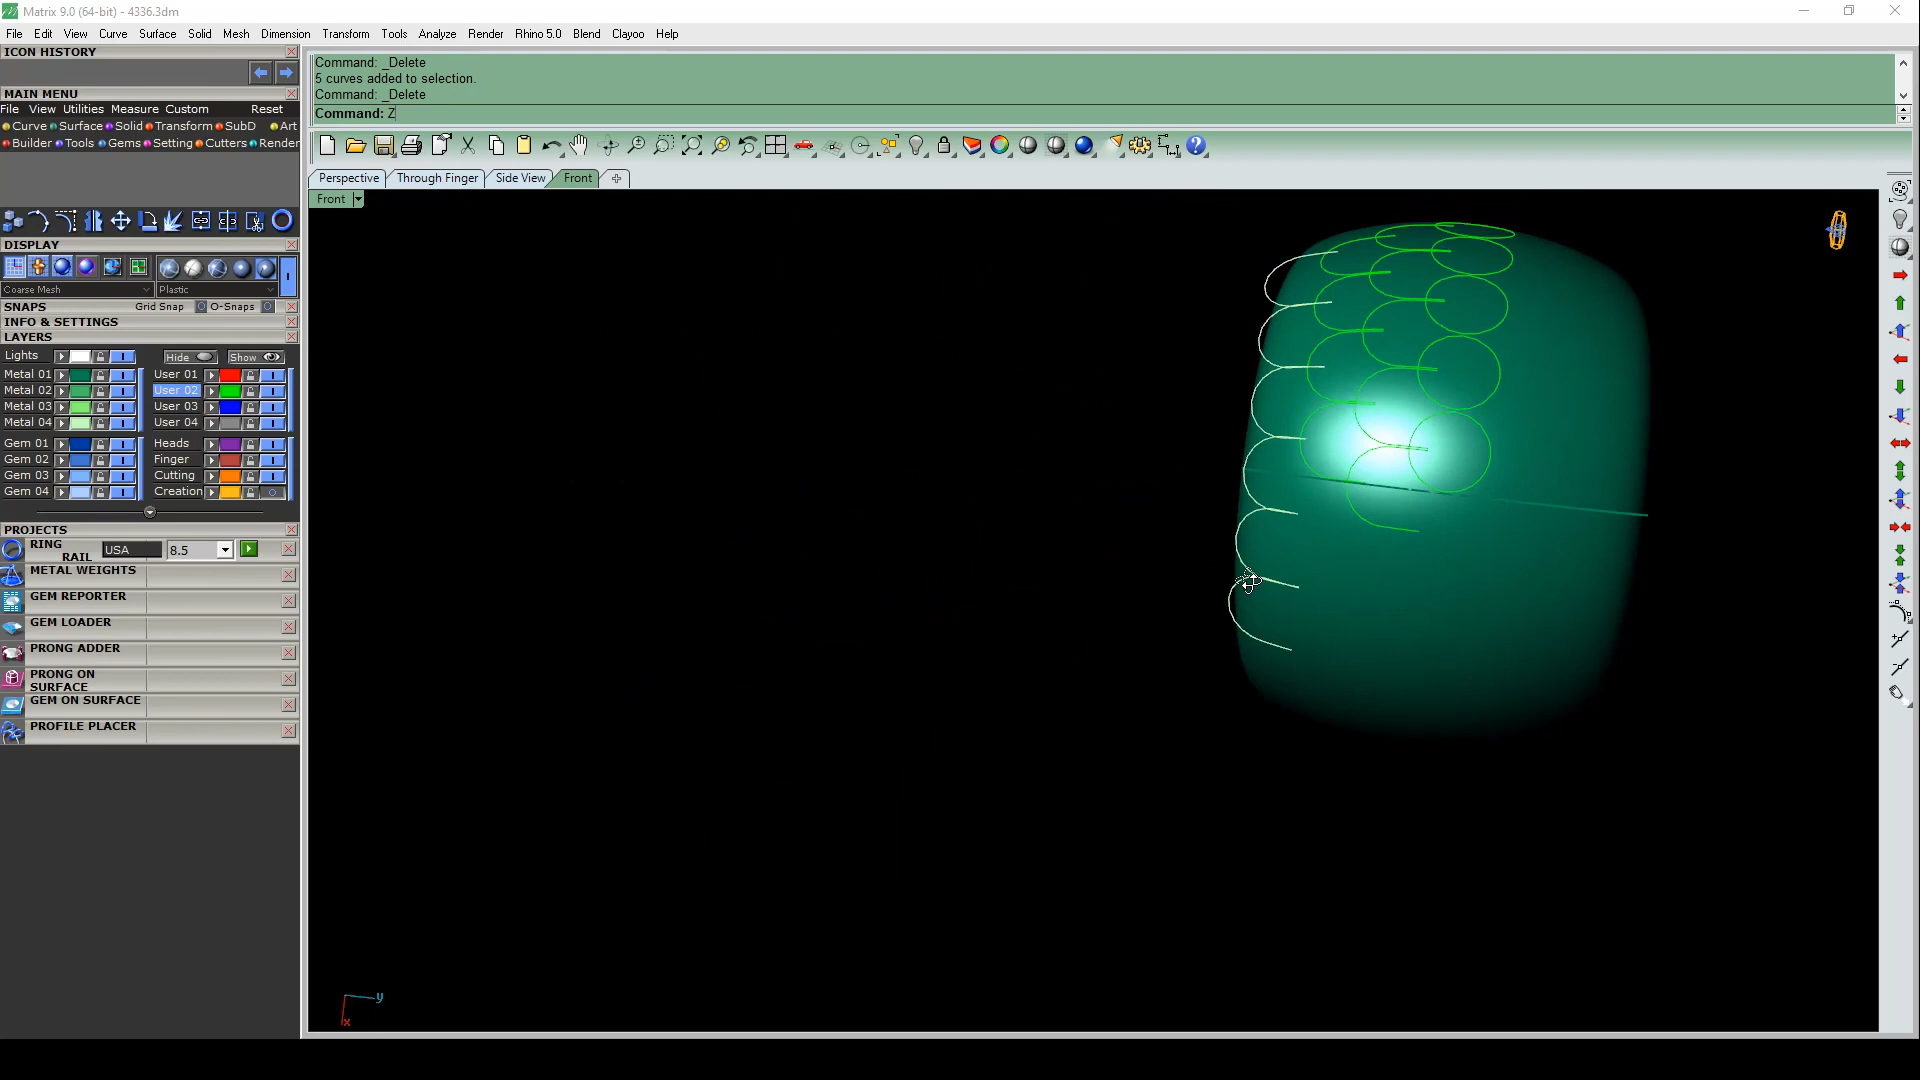 Matrix 9.0 (64-bit) - 4336.3dm
File Edit View Curve Surface Solid Mesh Dimension Transform Tools Analyze Render Rhino 5.0 Blend Clayoo Help
ICON HISTORY
MAIN MENU
File View Utilities Measure Custom Reset
Curve Surface Solid Transform SubD Art
Builder Tools Gems Setting Cutters Render
Command: _Delete
5 curves added to selection.
Command: _Delete
Command: Z
Perspective Through Finger Side View Front
Front
DISPLAY
Coarse Mesh Plastic
SNAPS Grid Snap O-Snaps
INFO & SETTINGS
LAYERS
Lights Hide Show
Metal 01 User 01
Metal 02 User 02
Metal 03 User 03
Metal 04 User 04
Gem 01 Heads
Gem 02 Finger
Gem 03 Cutting
Gem 04 Creation
PROJECTS
RING RAIL USA 8.5
METAL WEIGHTS
GEM REPORTER
GEM LOADER
PRONG ADDER
PRONG ON SURFACE
GEM ON SURFACE
PROFILE PLACER
y
x